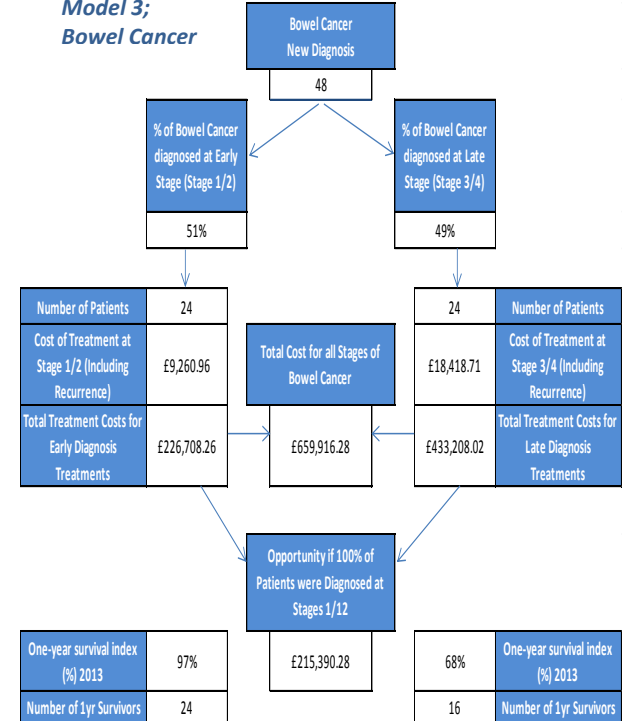 Model 3;
Bowel Cancer
Bowel Cancer
New Diagnosis
48
% of Bowel Cancer
diagnosed at Early
Stage (Stage 1/2)
51%
% of Bowel Cancer
diagnosed at Late
Stage (Stage 3/4)
49%
Number of Patients
24
Cost of Treatment at
Stage 1/2 (Including
Recurrence)
£9,260.96
Total Treatment Costs for
Early Diagnosis
Treatments
£226,708.26
Total Cost for all Stages of
Bowel Cancer
£659,916.28
24
Number of Patients
£18,418.71
Cost of Treatment at
Stage 3/4 (Including
Recurrence)
£433,208.02
Total Treatment Costs for
Late Diagnosis
Treatments
Opportunity if 100% of
Patients were Diagnosed at
Stages 1/12
£215,390.28
One-year survival index
(%) 2013
97%
Number of 1yr Survivors
24
68%
One-year survival index
(%) 2013
16
Number of 1yr Survivors